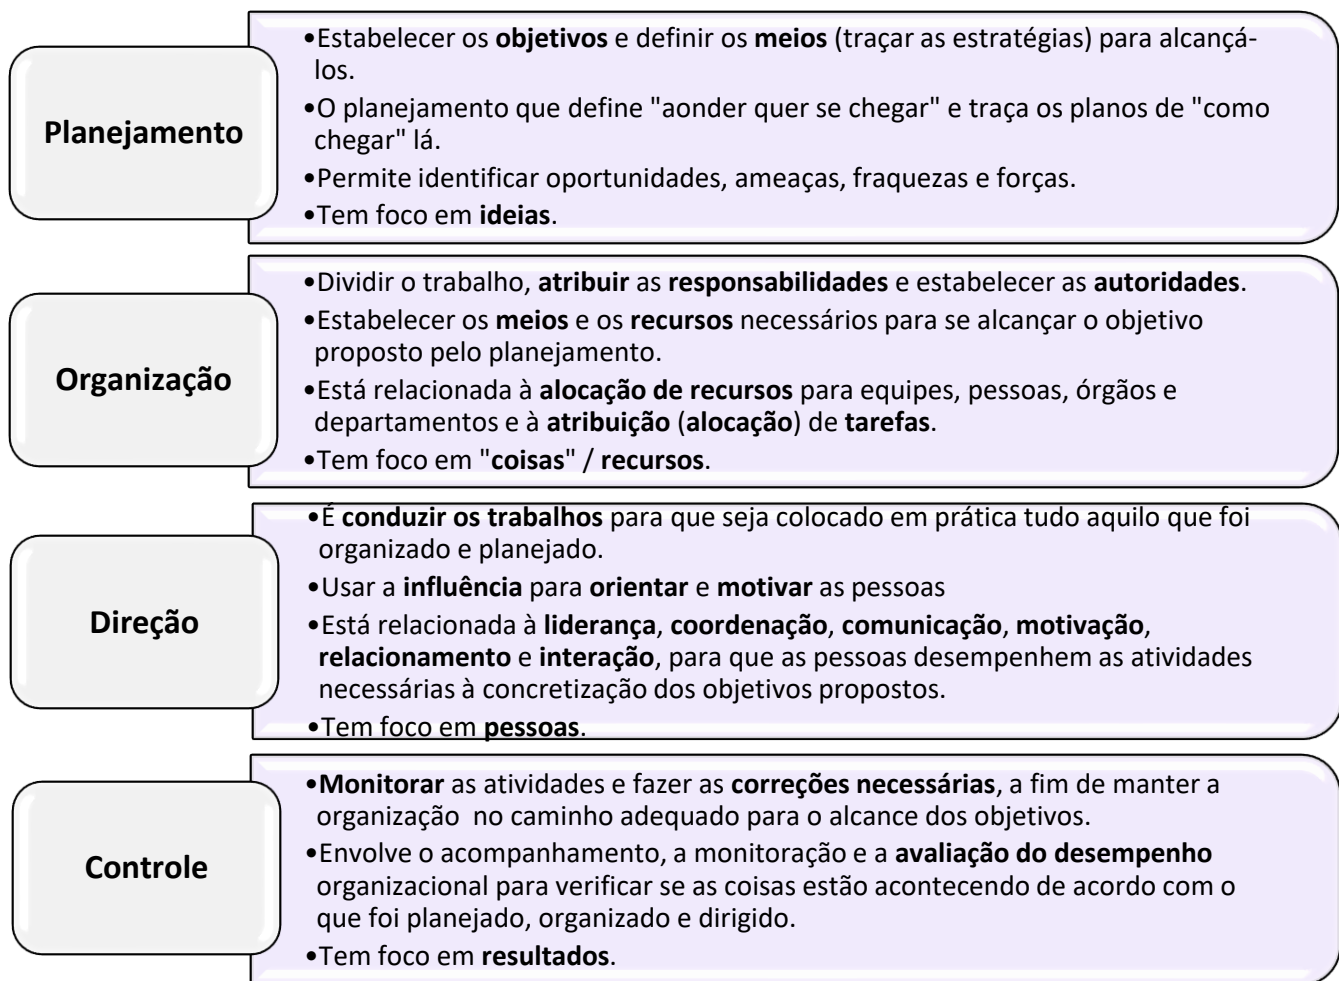 Planejamento
•Estabelecer os objetivos e definir os meios (traçar as estratégias) para alcançá-
los.
•O planejamento que define "aonder quer se chegar" e traça os planos de "como
chegar" lá.
•Permite identificar oportunidades, ameaças, fraquezas e forças.
•Tem foco em ideias.
Organização
•Dividir o trabalho, atribuir as responsabilidades e estabelecer as autoridades.
•Estabelecer os meios e os recursos necessários para se alcançar o objetivo
proposto pelo planejamento.
•Está relacionada à alocação de recursos para equipes, pessoas, órgãos e
departamentos e à atribuição (alocação) de tarefas.
•Tem foco em "coisas" / recursos.
Direção
•É conduzir os trabalhos para que seja colocado em prática tudo aquilo que foi
organizado e planejado.
•Usar a influência para orientar e motivar as pessoas
•Está relacionada à liderança, coordenação, comunicação, motivação,
relacionamento e interação, para que as pessoas desempenhem as atividades
necessárias à concretização dos objetivos propostos.
•Tem foco em pessoas.
Controle
•Monitorar as atividades e fazer as correções necessárias, a fim de manter a
organização no caminho adequado para o alcance dos objetivos.
•Envolve o acompanhamento, a monitoração e a avaliação do desempenho
organizacional para verificar se as coisas estão acontecendo de acordo com o
que foi planejado, organizado e dirigido.
•Tem foco em resultados.